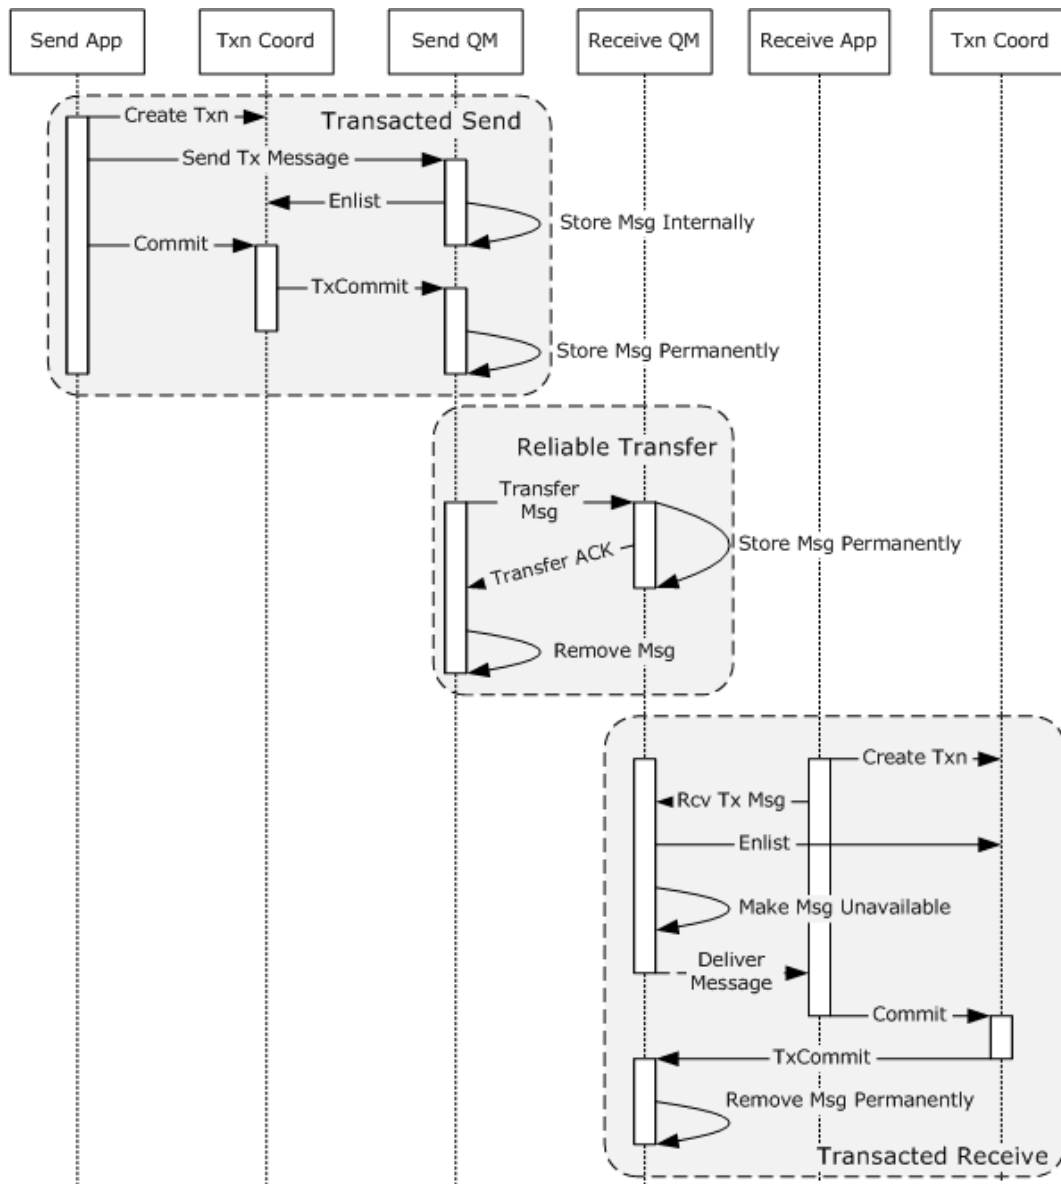 Send App
Txn Coord
Send QM
Receive QM
Receive App
Txn Coord
Create Txn
Transacted Send
Send Tx Message
Enlist
Store Msg Internally
Commit
TxCommit
Store Msg Permanently
Reliable Transfer
Transfer
Msg
Store Msg Permanently
Transfer ACK
Remove Msg
Create Txn
Rcv Tx Msg
Enlist
Make Msg Unavailable
Deliver
Message
Commit
TxCommit
Remove Msg Permanently
Transacted Receive